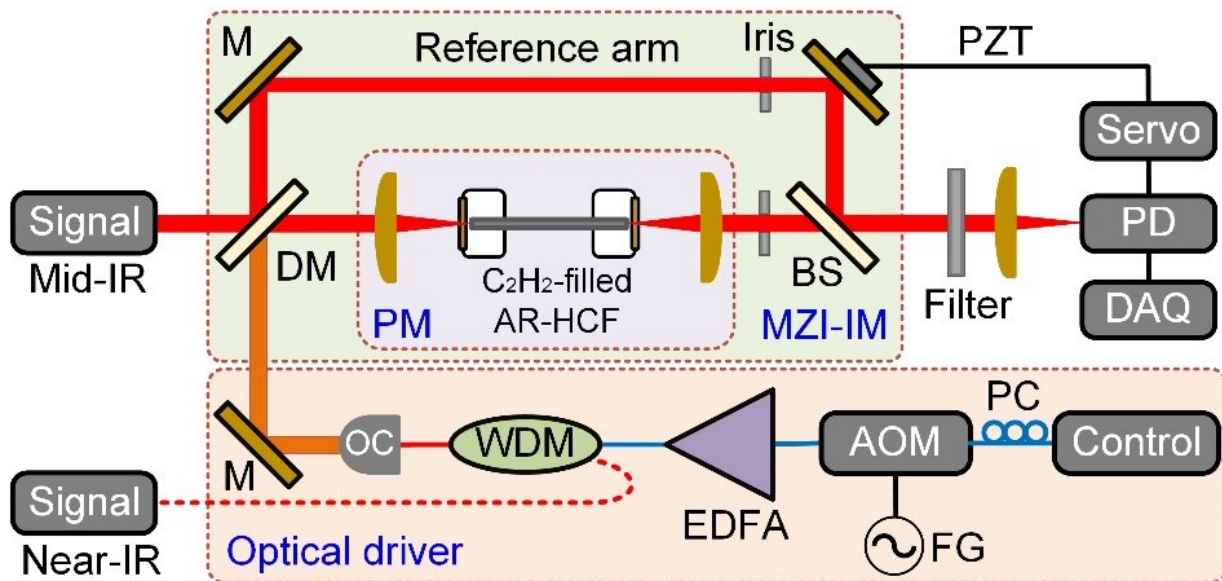 M
Reference arm
Iris
PZT
Servo
Signal
Mid-IR
DM
C₂H₂-filled
AR-HCF
PM
BS
MZI-IM
Filter
PD
DAQ
M
OC
WDM
EDFA
AOM
PC
Control
FG
Signal
Near-IR
Optical driver